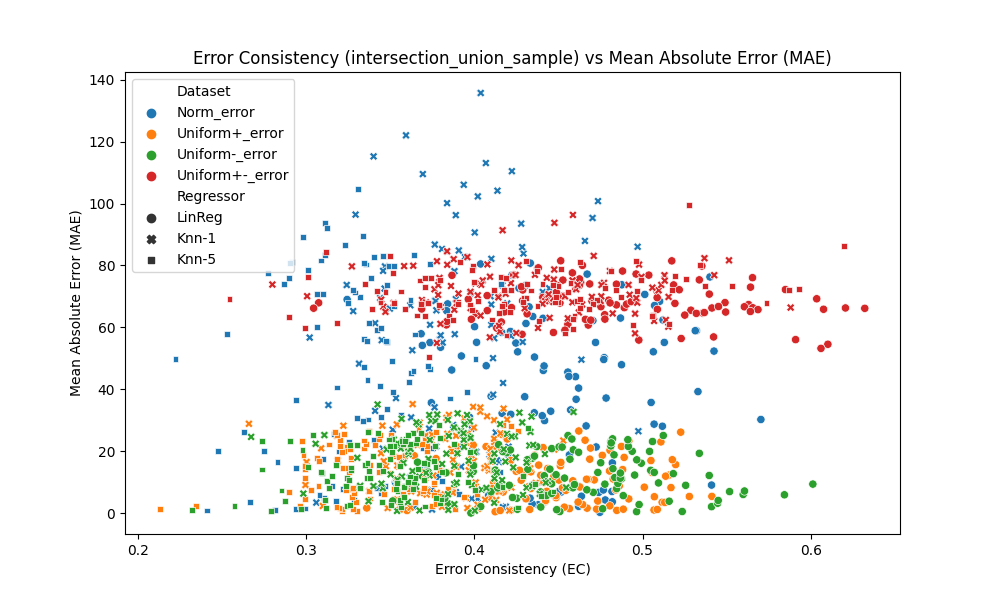 Error Consistency (intersection_union_sample) vs Mean Absolute Error (MAE)
Mean Absolute Error (MAE)
140
120
100
80
60
40
20
0
Dataset
Norm_error
Uniform+_error
Uniform-_error
Uniform+-_error
Regressor
LinReg
Knn-1
Knn-5
0.2 0.3 0.4 0.5 0.6
Error Consistency (EC)